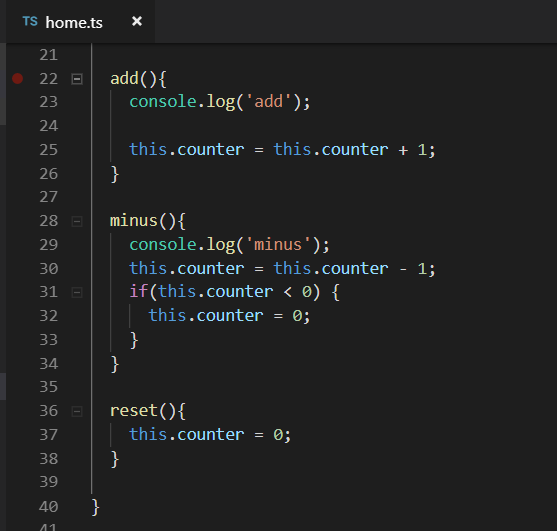 TS home.ts ×
21
22 add(){
23 console.log('add');
24
25 this.counter = this.counter + 1;
26 }
27
28 minus(){
29 console.log('minus');
30 this.counter = this.counter - 1;
31 if(this.counter < 0) {
32 this.counter = 0;
33 }
34 }
35
36 reset(){
37 this.counter = 0;
38 }
39
40 }
41